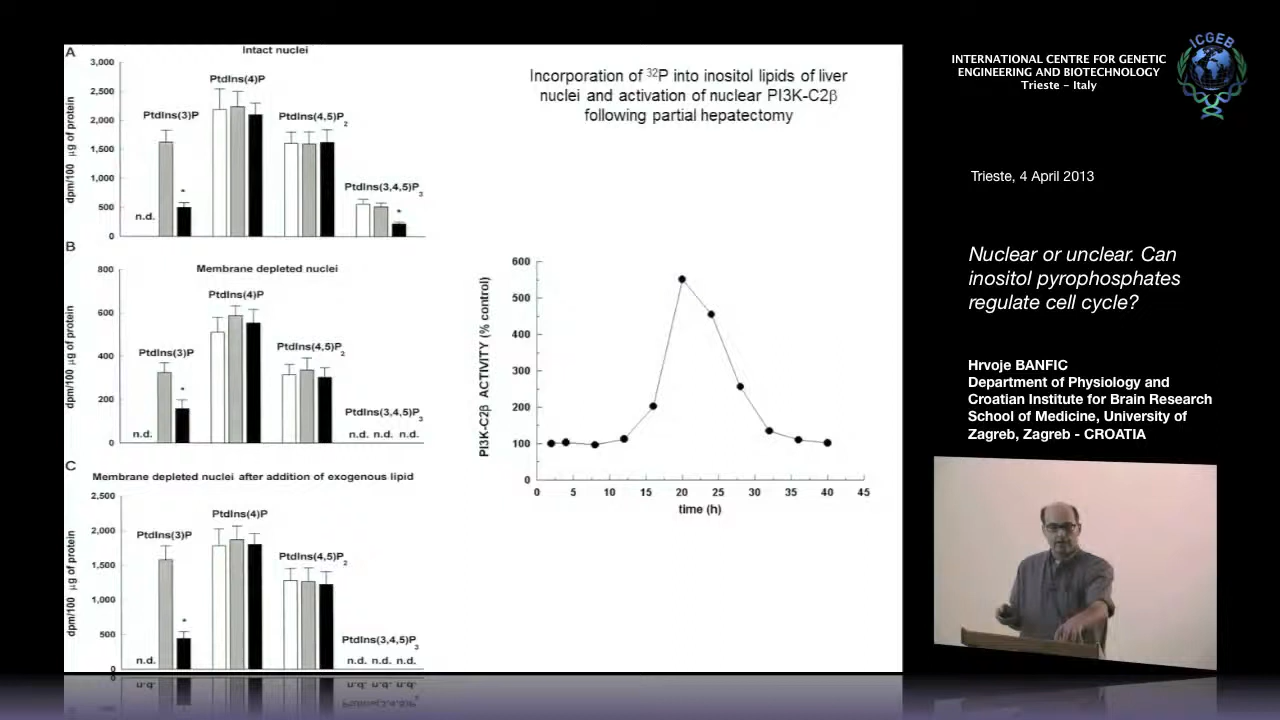 A
Intact nuclei
3,000
2,500
2,000
1,500
1,000
500
0
dpm/100 µg of protein
PtdIns(3)P
PtdIns(4)P
PtdIns(4,5)P2
PtdIns(3,4,5)P3
n.d.
*
*
B
Membrane depleted nuclei
800
600
400
200
0
dpm/100 µg of protein
PtdIns(3)P
PtdIns(4)P
PtdIns(4,5)P2
PtdIns(3,4,5)P3
n.d.
*
n.d. n.d. n.d.
C
Membrane depleted nuclei after addition of exogenous lipid
2,500
2,000
1,500
1,000
500
0
dpm/100 µg of protein
PtdIns(3)P
PtdIns(4)P
PtdIns(4,5)P2
PtdIns(3,4,5)P3
n.d.
*
n.d. n.d. n.d.
Incorporation of 32P into inositol lipids of liver
nuclei and activation of nuclear PI3K-C2β
following partial hepatectomy
PI3K-C2β ACTIVITY (% control)
600
500
400
300
200
100
0
0 5 10 15 20 25 30 35 40 45
time (h)
INTERNATIONAL CENTRE FOR GENETIC
ENGINEERING AND BIOTECHNOLOGY
Trieste - Italy
ICGEB
Trieste, 4 April 2013
Nuclear or unclear. Can
inositol pyrophosphates
regulate cell cycle?
Hrvoje BANFIC
Department of Physiology and
Croatian Institute for Brain Research
School of Medicine, University of
Zagreb, Zagreb - CROATIA